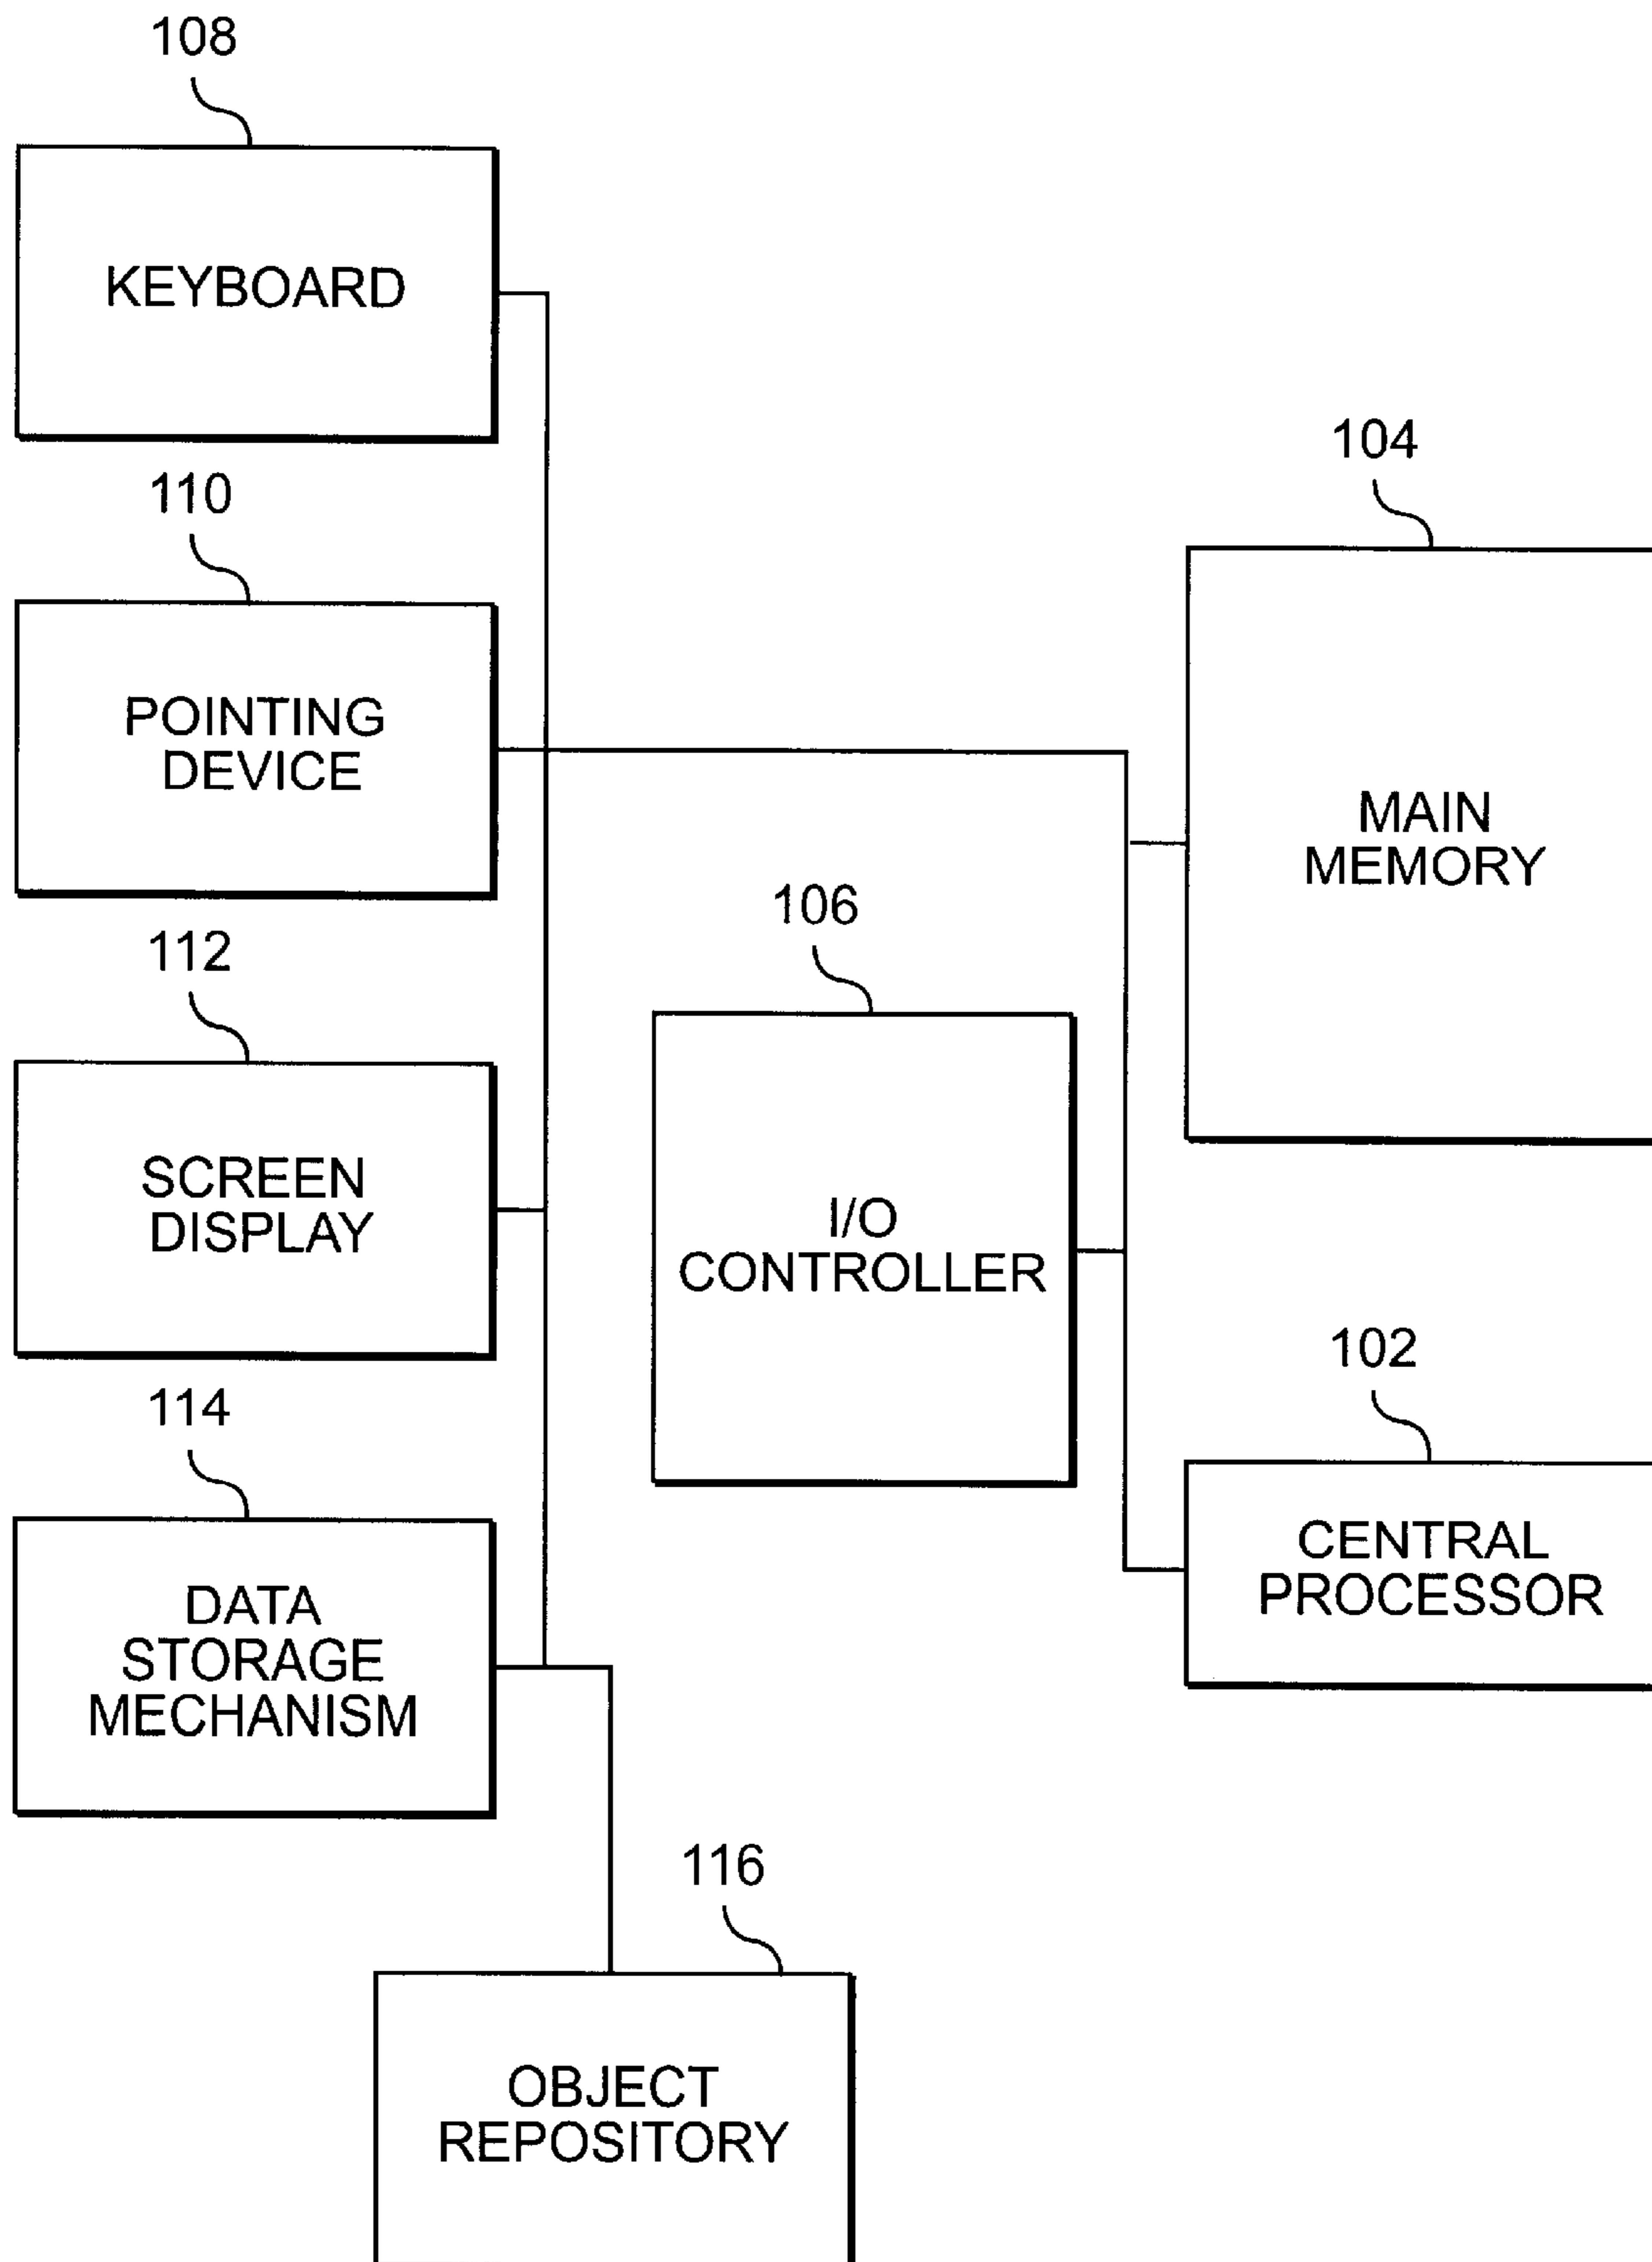 108
KEYBOARD
110
POINTING
DEVICE
112
SCREEN
DISPLAY
114
DATA
STORAGE
MECHANISM
116
OBJECT
REPOSITORY
106
I/O
CONTROLLER
104
MAIN
MEMORY
102
CENTRAL
PROCESSOR